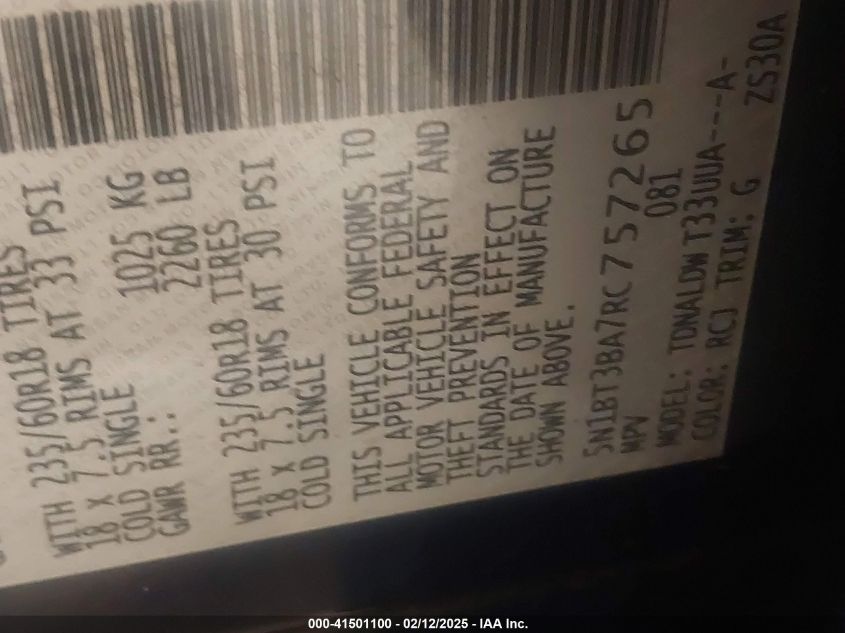 WITH 235/60R18 TIRES
18 X 7.5 RIMS AT 33 PSI
COLD SINGLE
GAWR RR.: 1025 KG
2260 LB
WITH 235/60R18 TIRES
18 X 7.5 RIMS AT 30 PSI
COLD SINGLE
THIS VEHICLE CONFORMS TO
ALL APPLICABLE FEDERAL
MOTOR VEHICLE SAFETY AND
THEFT PREVENTION
STANDARDS IN EFFECT ON
THE DATE OF MANUFACTURE
SHOWN ABOVE.
5N1BT3BA7RC757265
MPV 081
MODEL: TDNALDW T33UUA---A-
COLOR: RCJ TRIM: G ZS30A
000-41501100 - 02/12/2025 - IAA Inc.